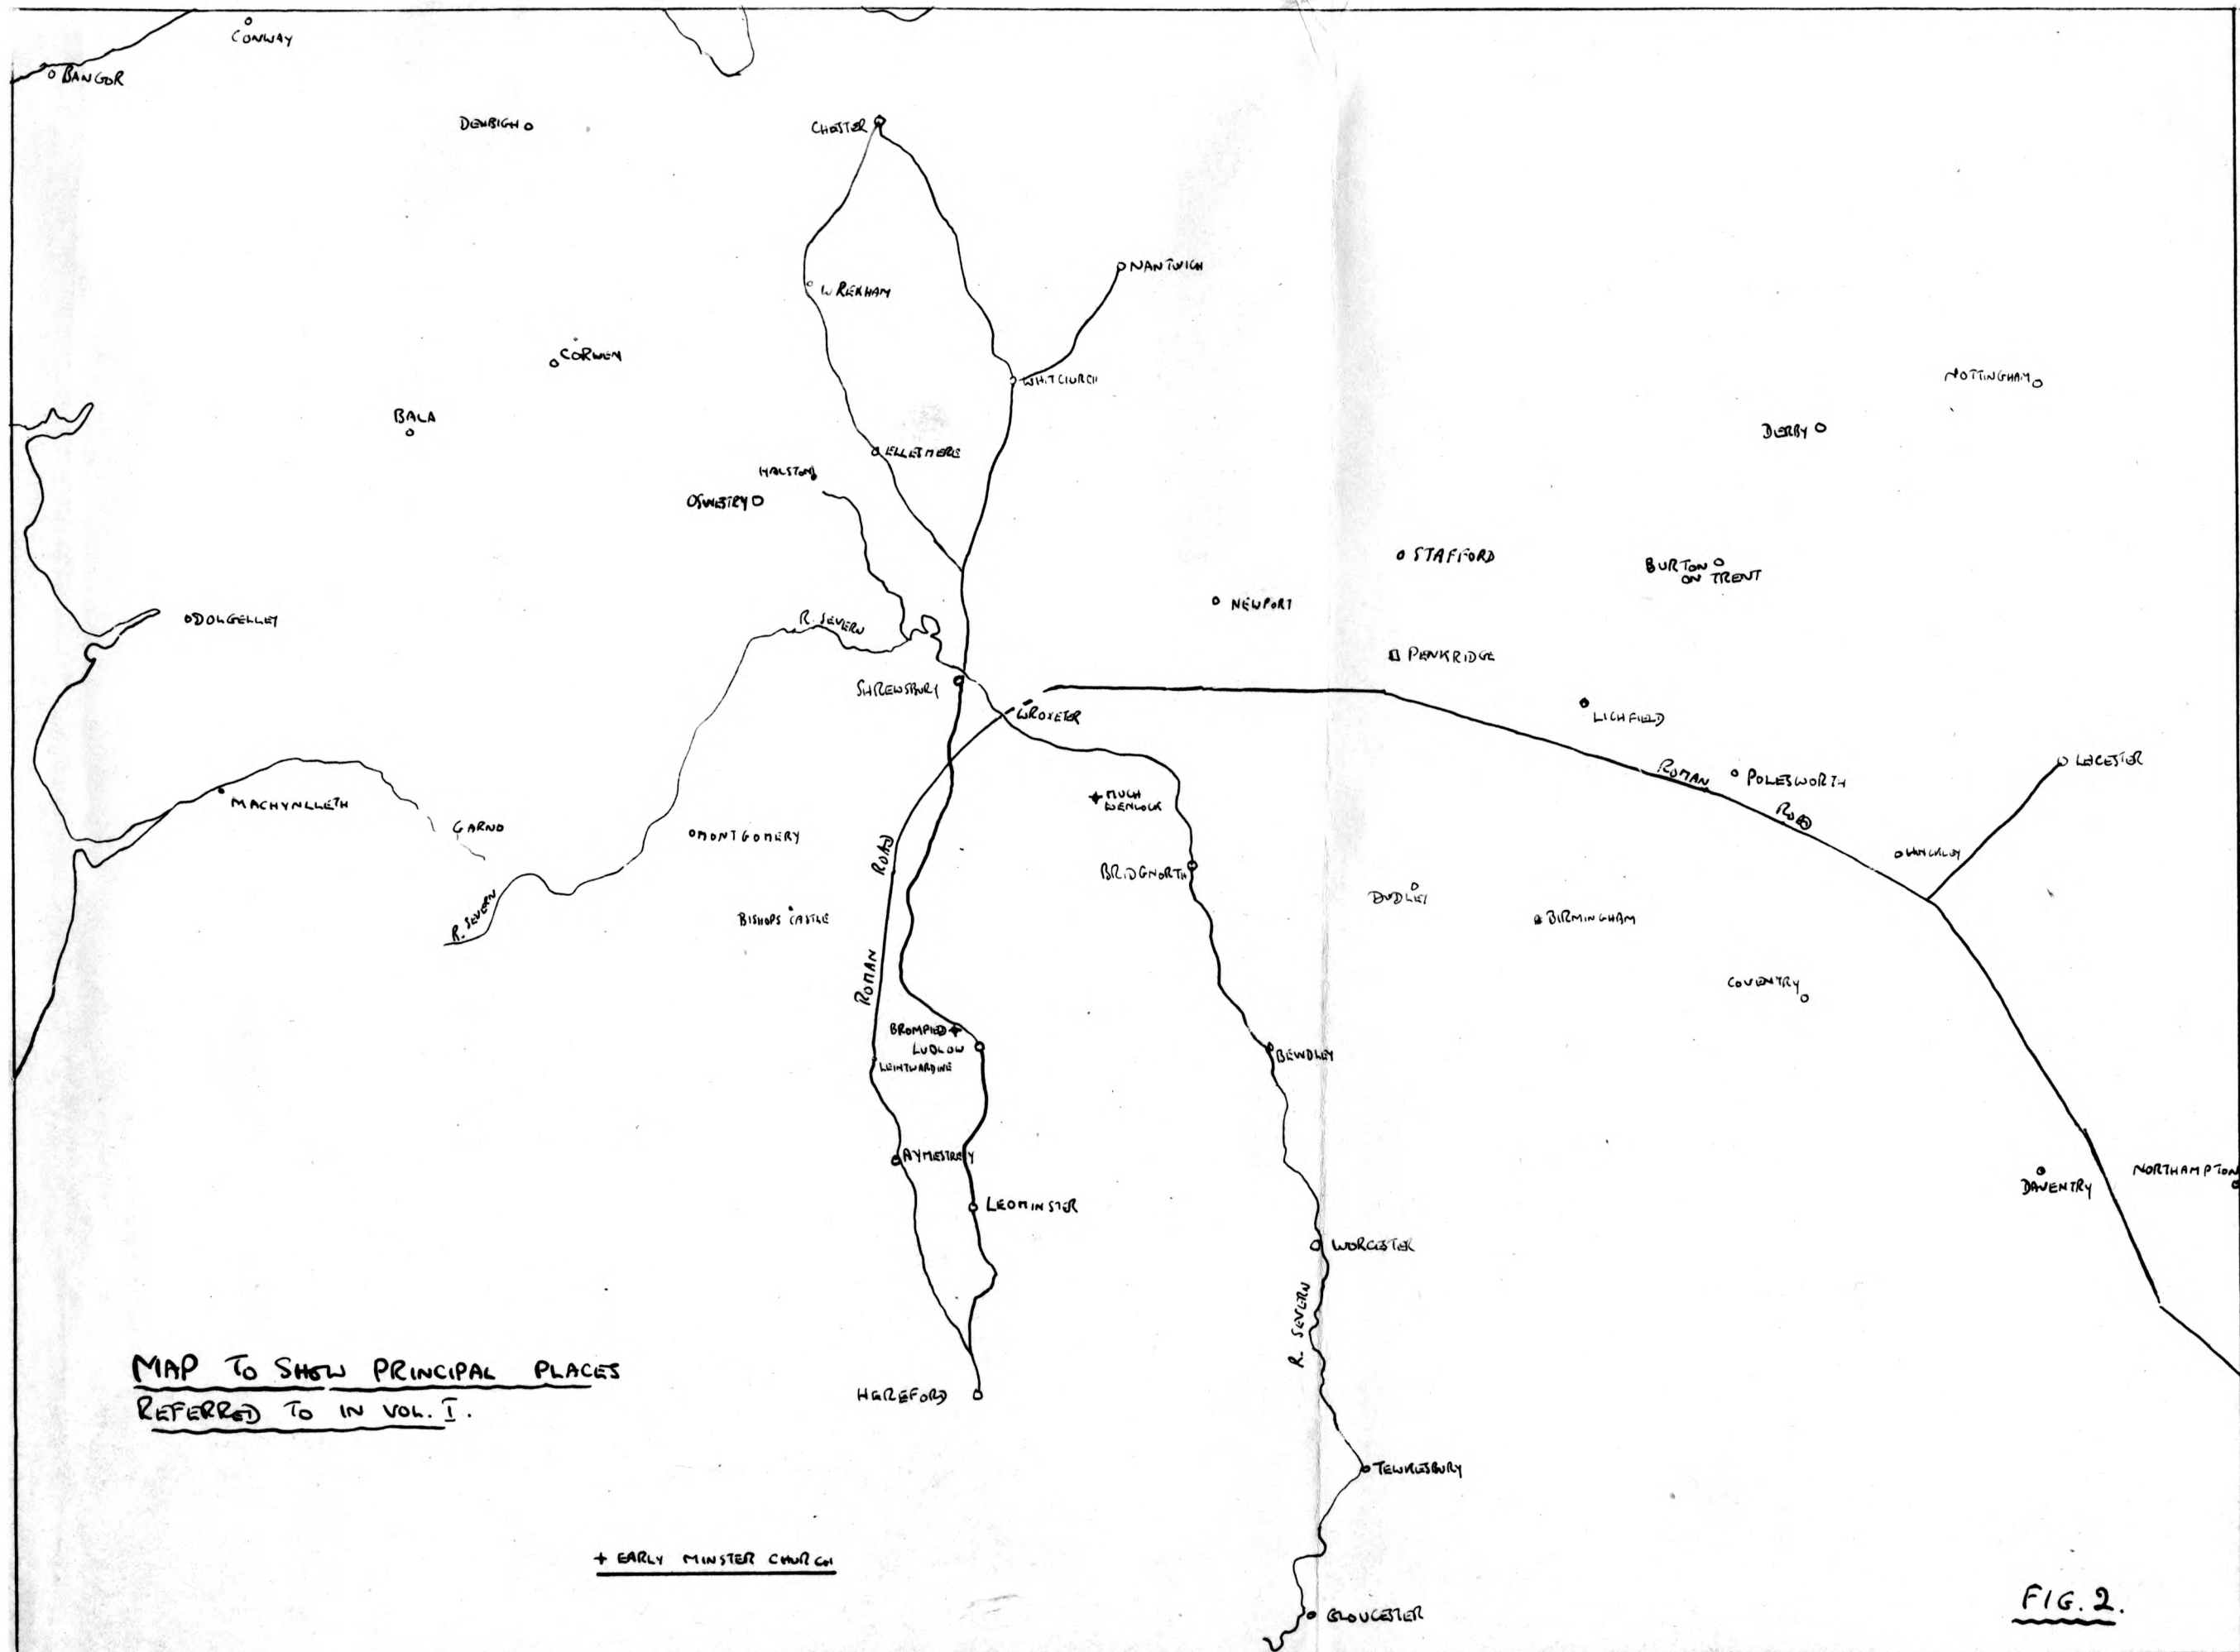 CONWAY
BANGOR
DENBIGH
CHESTER
NANTWICH
WREXHAM
CORWEN
WHITCIURCH
NOTTINGHAM
BALA
DERBY
ELLESMERE
HALSTON
OSWESTRY
STAFFORD
BURTON
ON TRENT
NEWPORT
DOLGELLEY
R. SEVERN
PENKRIDGE
SHREWSBURY
WROXETER
LICHFIELD
LEICESTER
ROMAN
POLESWORTH
ROAD
MACHYNLLETH
MUCH
WENLOCK
GARNO
MONTGOMERY
ROAD
HINCKLEY
BRIDGNORTH
DUDLEY
R. SEVERN
BISHOPS CASTLE
BIRMINGHAM
ROMAN
COVENTRY
BROMFIELD
LUDLOW
LEINTWARDINE
BEWDLEY
AYMESTREY
NORTHAMPTON
DAVENTRY
LEOMINSTER
WORCESTER
R. SEVERN
MAP TO SHOW PRINCIPAL PLACES
REFERRED TO IN VOL. I.
HEREFORD
TEWKESBURY
+ EARLY MINSTER CHURCH
GLOUCESTER
FIG. 2.